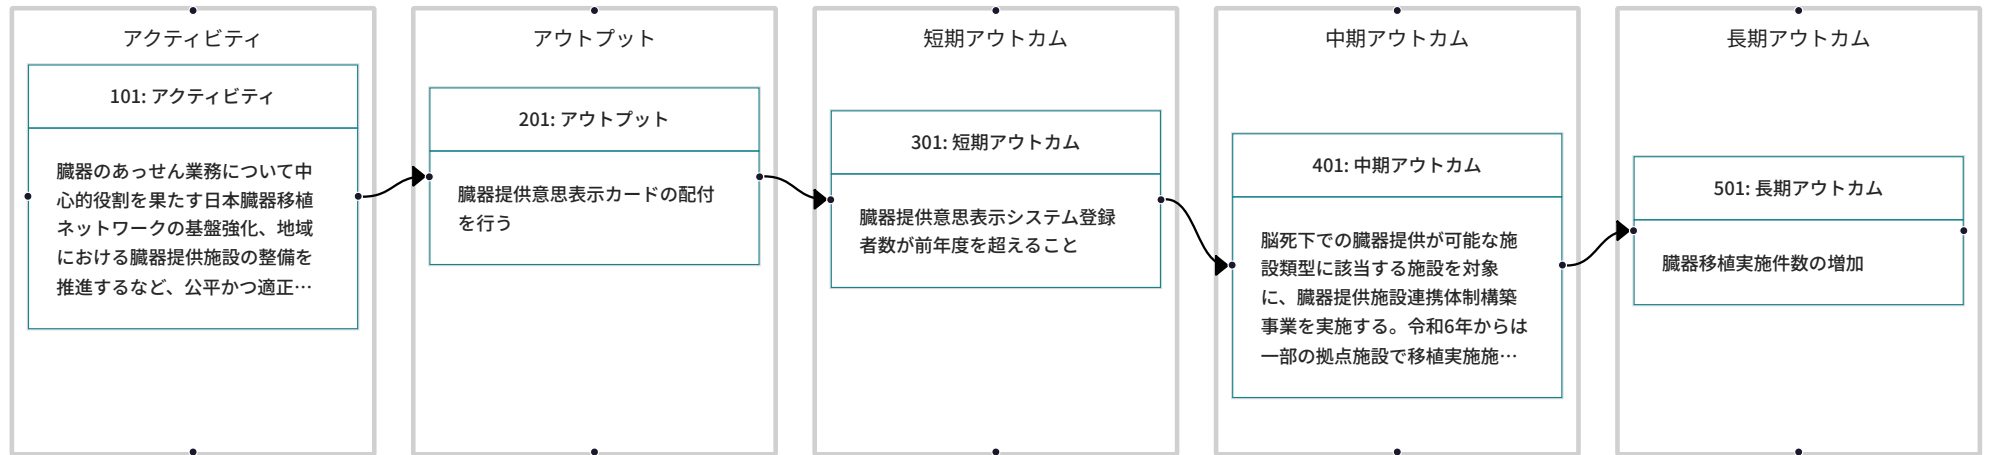 アクティビティ
101: アクティビティ
臓器のあっせん業務について中
心的役割を果たす日本臓器移植
ネットワークの基盤強化、地域
における臓器提供施設の整備を
推進するなど、公平かつ適正…
アウトプット
201: アウトプット
臓器提供意思表示カードの配付
を行う
短期アウトカム
301: 短期アウトカム
臓器提供意思表示システム登録
者数が前年度を超えること
中期アウトカム
401: 中期アウトカム
脳死下での臓器提供が可能な施
設類型に該当する施設を対象
に、臓器提供施設連携体制構築
事業を実施する。令和6年からは
一部の拠点施設で移植実施施…
長期アウトカム
501: 長期アウトカム
臓器移植実施件数の増加